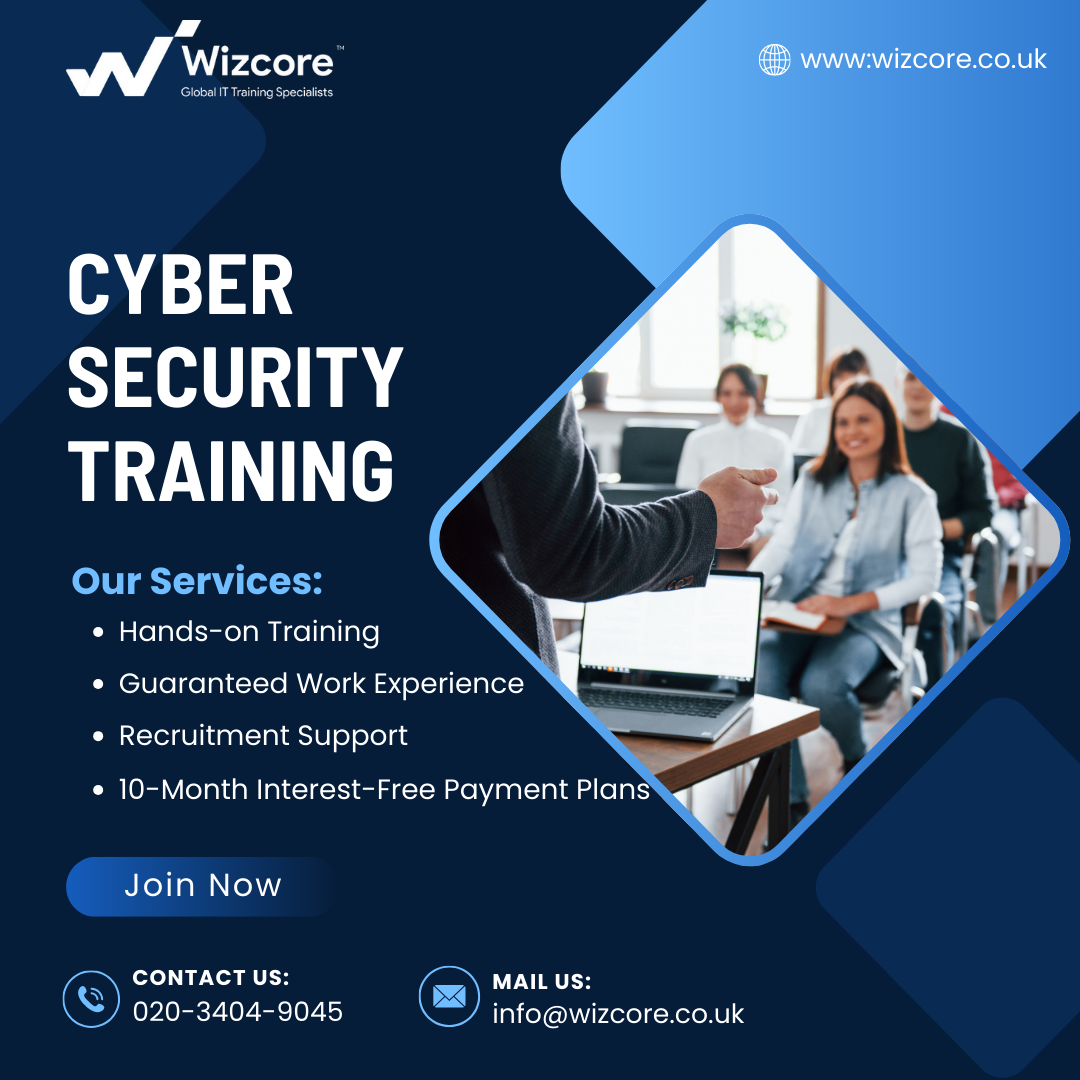 Wizcore™
Global IT Training Specialists
www:wizcore.co.uk
CYBER
SECURITY
TRAINING
Our Services:
• Hands-on Training
• Guaranteed Work Experience
• Recruitment Support
• 10-Month Interest-Free Payment Plans
Join Now
CONTACT US:
020-3404-9045
MAIL US:
info@wizcore.co.uk